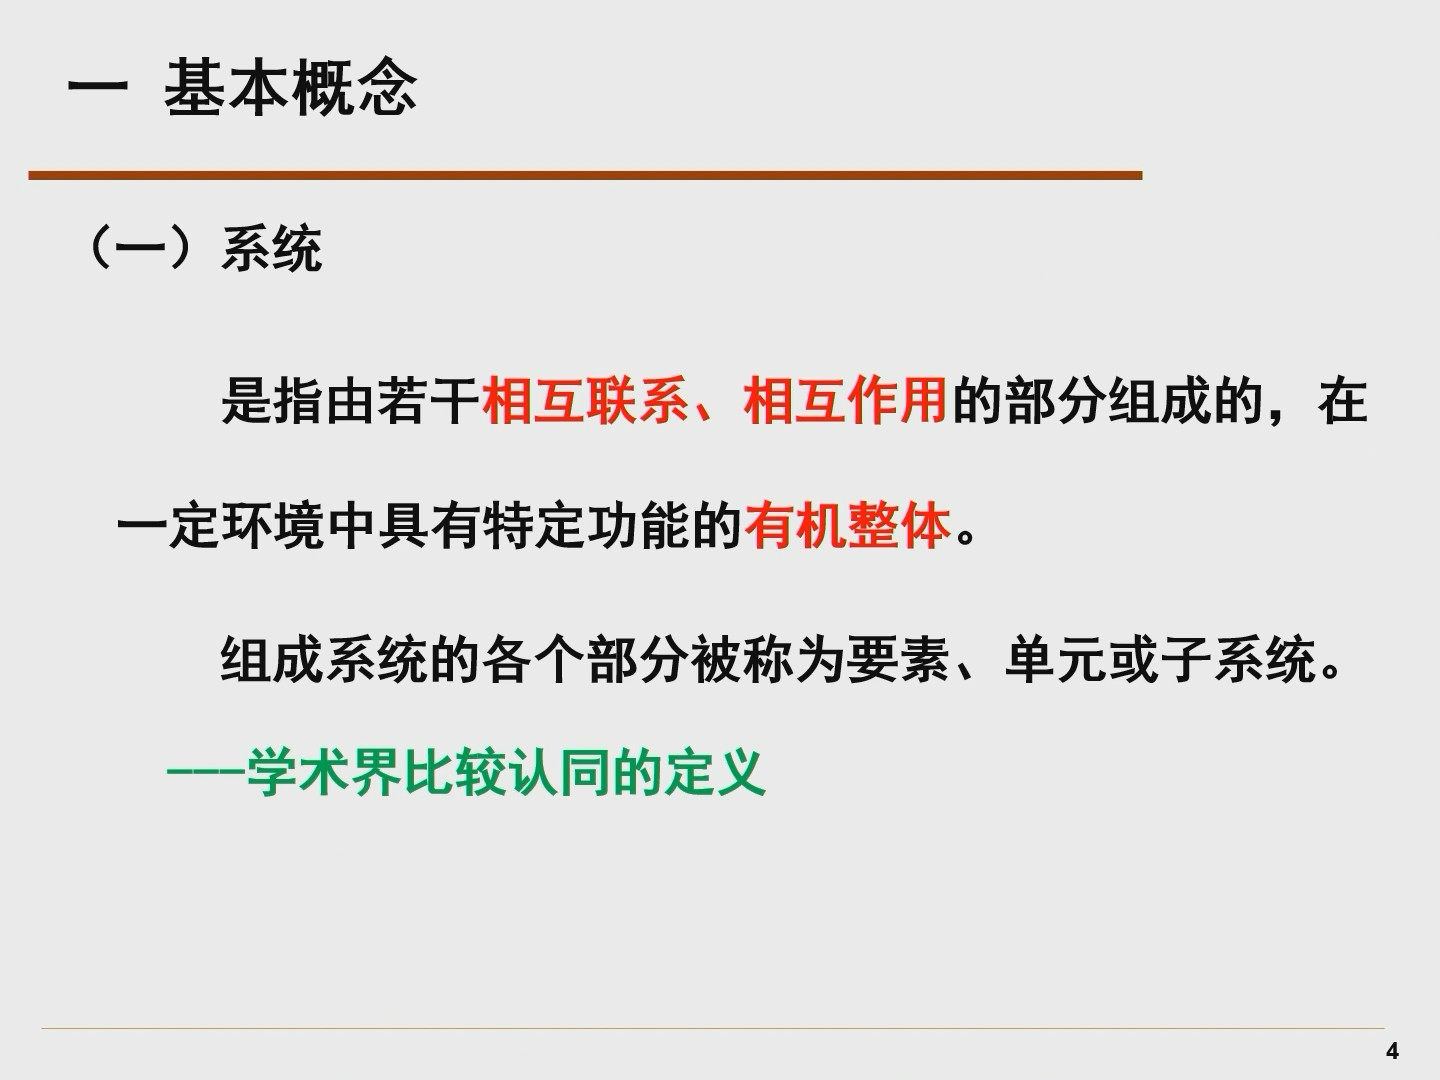 一 基本概念
（一）系统
是指由若干相互联系、相互作用的部分组成的，在
一定环境中具有特定功能的有机整体。
组成系统的各个部分被称为要素、单元或子系统。
---学术界比较认同的定义
4